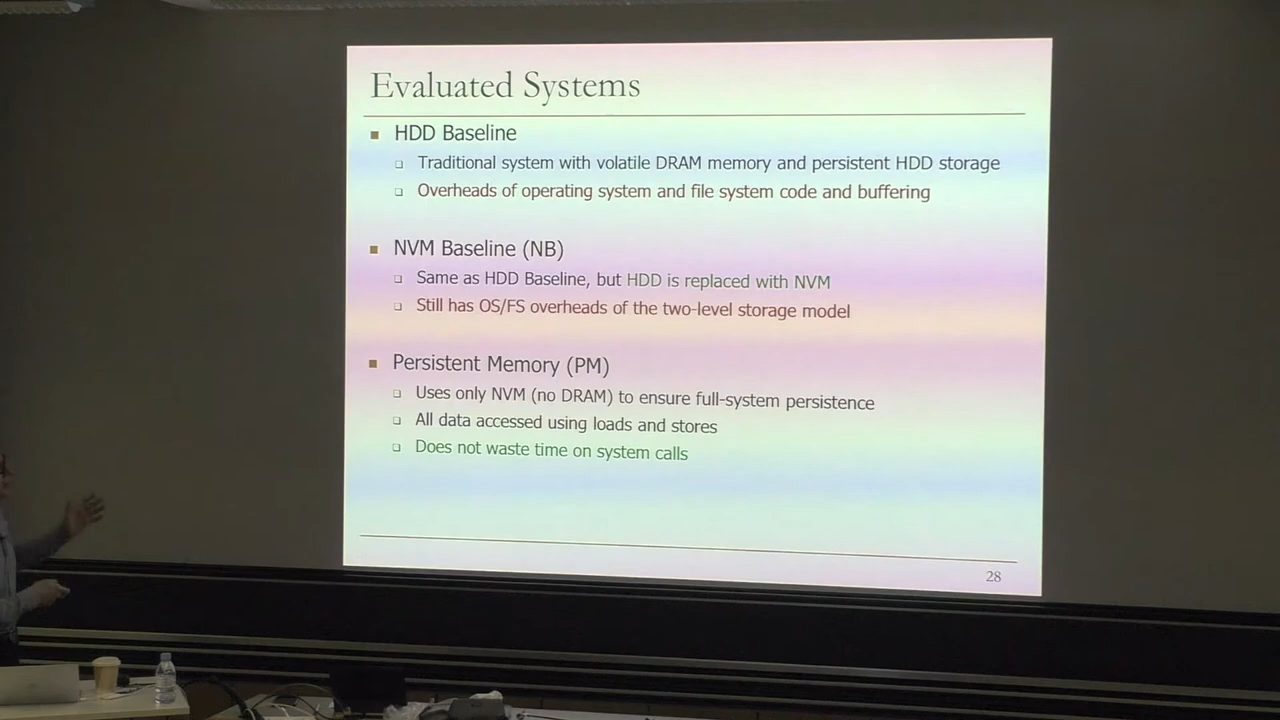 Evaluated Systems
HDD Baseline
Traditional system with volatile DRAM memory and persistent HDD storage
Overheads of operating system and file system code and buffering
NVM Baseline (NB)
Same as HDD Baseline, but HDD is replaced with NVM
Still has OS/FS overheads of the two-level storage model
Persistent Memory (PM)
Uses only NVM (no DRAM) to ensure full-system persistence
All data accessed using loads and stores
Does not waste time on system calls
28